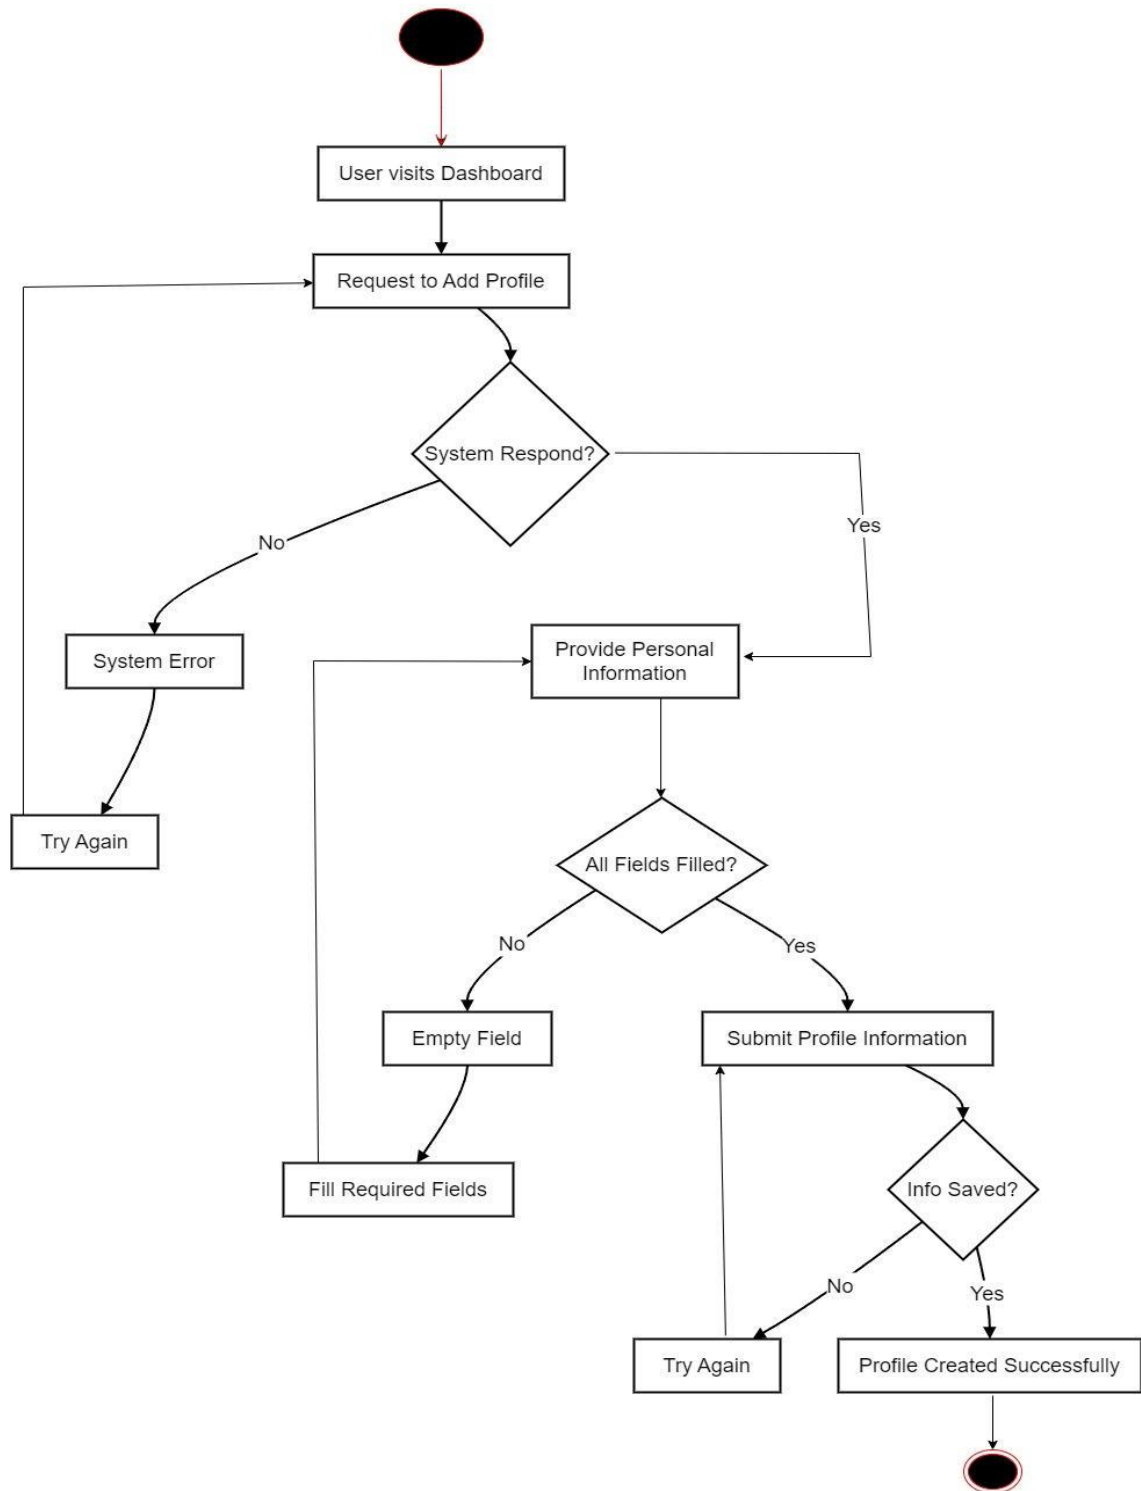 User visits Dashboard
Request to Add Profile
System Respond?
Yes
No
Provide Personal
Information
System Error
Try Again
All Fields Filled?
No
Yes
Empty Field
Submit Profile Information
Fill Required Fields
Info Saved?
No
Yes
Try Again
Profile Created Successfully